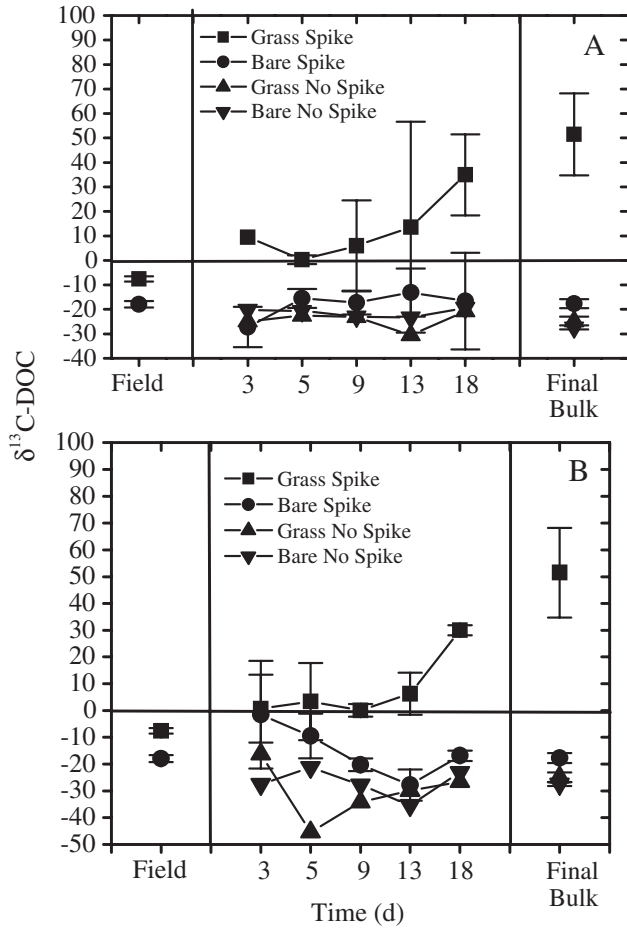 A
Grass Spike
Bare Spike
Grass No Spike
Bare No Spike
100
90
80
70
60
50
40
30
20
10
0
-10
-20
-30
-40
Field
3
5
9
13
18
Final
Bulk
δ¹³C-DOC
B
Grass Spike
Bare Spike
Grass No Spike
Bare No Spike
100
90
80
70
60
50
40
30
20
10
0
-10
-20
-30
-40
-50
Field
3
5
9
13
18
Final
Bulk
Time (d)